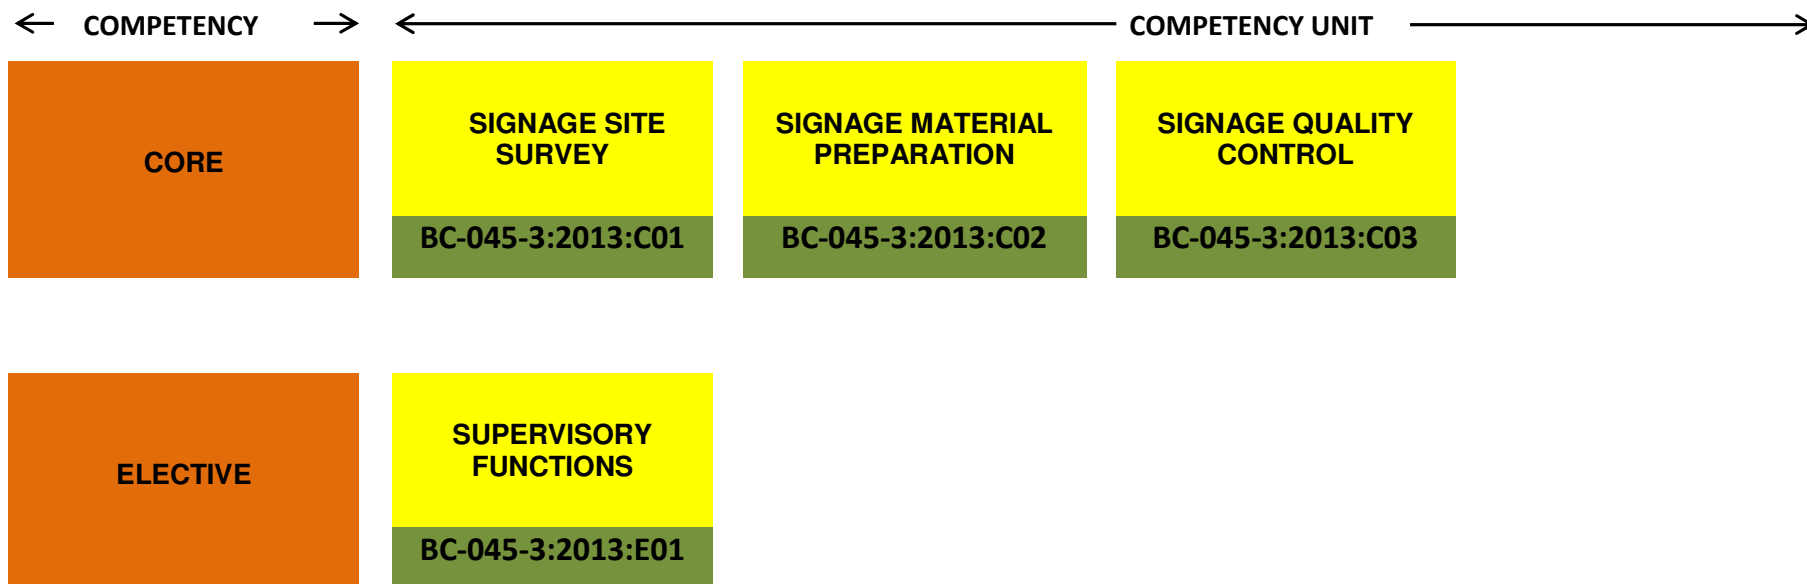 COMPETENCY
COMPETENCY UNIT
CORE
SIGNAGE SITE
SURVEY
BC-045-3:2013:C01
SIGNAGE MATERIAL
PREPARATION
BC-045-3:2013:C02
SIGNAGE QUALITY
CONTROL
BC-045-3:2013:C03
ELECTIVE
SUPERVISORY
FUNCTIONS
BC-045-3:2013:E01